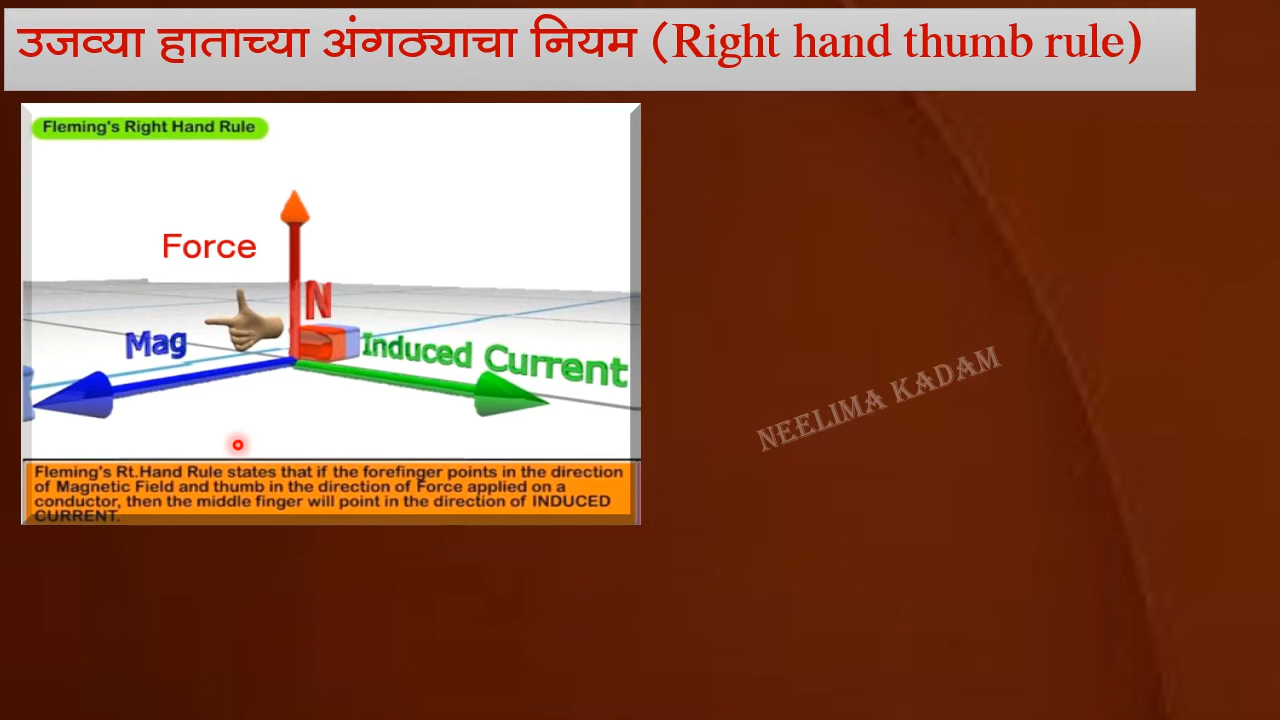 उजव्या हाताच्या अंगठ्याचा नियम (Right hand thumb rule)
Fleming's Right Hand Rule
Force
N
Mag
Induced Current
NEELIMA KADAM
Fleming's Rt.Hand Rule states that if the forefinger points in the direction
of Magnetic Field and thumb in the direction of Force applied on a
conductor, then the middle finger will point in the direction of INDUCED
CURRENT.